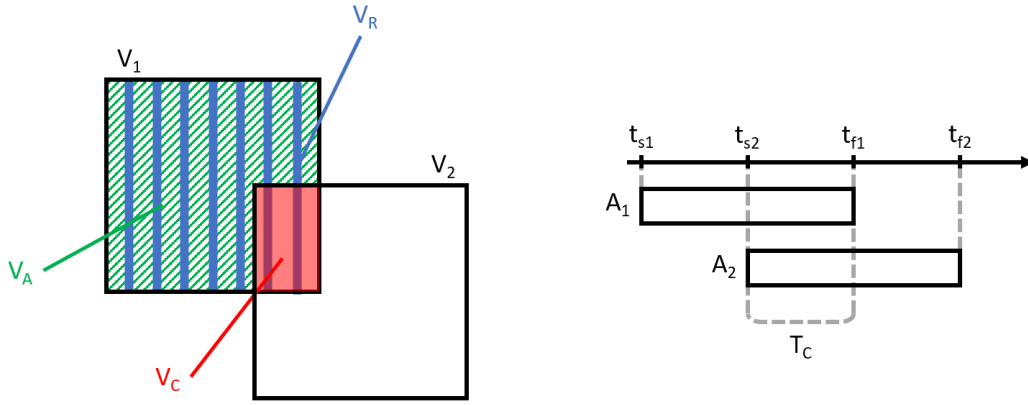 V_R
V_1
V_2
V_A
V_C
t_s1 t_s2 t_f1 t_f2
A_1
A_2
T_C